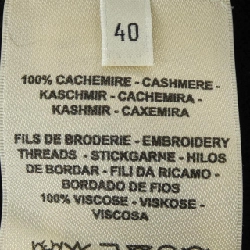 40
100% CACHEMIRE - CASHMERE -
KASCHMIR - CACHEMIRA -
KASHMIR - CAXEMIRA
FILS DE BRODERIE - EMBROIDERY
THREADS - STICKGARNE - HILOS
DE BORDAR - FILI DA RICAMO -
BORDADO DE FIOS
100% VISCOSE - VISKOSE -
VISCOSA